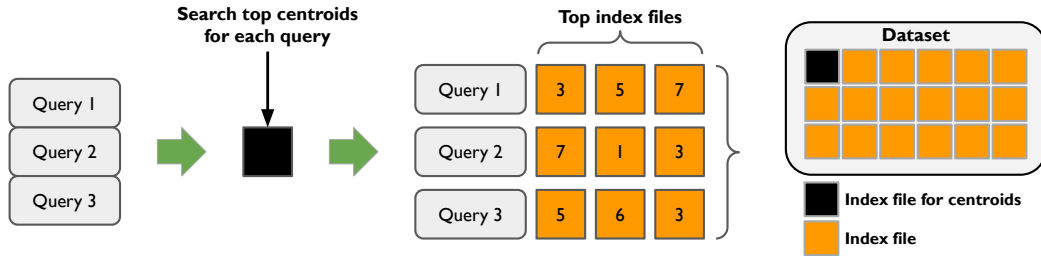 Search top centroids
for each query
Query 1
Query 2
Query 3
Top index files
Query 1 3 5 7
Query 2 7 1 3
Query 3 5 6 3
Dataset
Index file for centroids
Index file